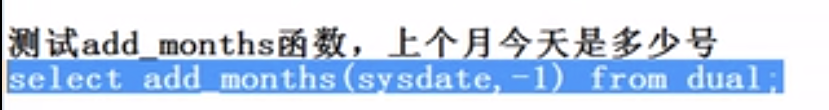 测试add_months函数，上个月今天是多少号
select add_months(sysdate,-1) from dual;